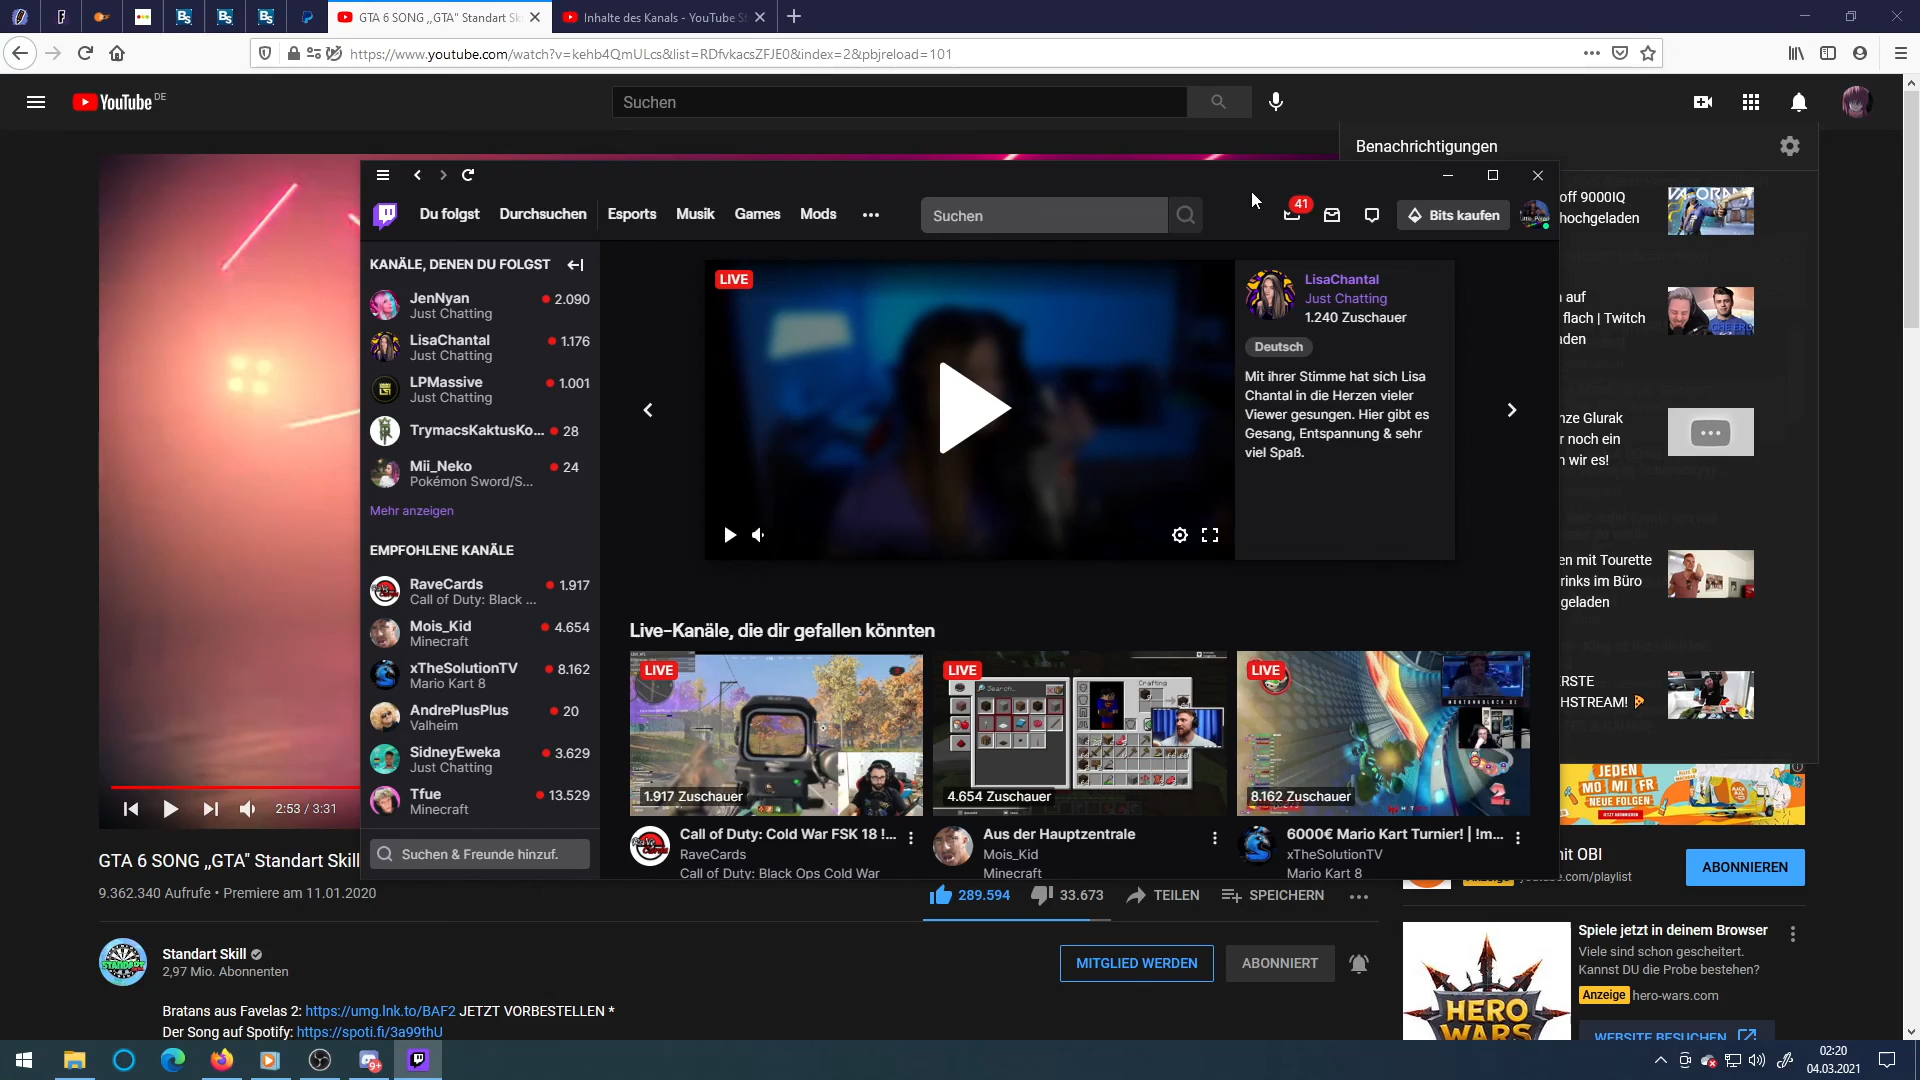 GTA 6 SONG ,,GTA" Standart Sk
Inhalte des Kanals - YouTube S
https://www.youtube.com/watch?v=kehb4QmULcs&list=RDfvkacsZFJE0&index=2&pbjreload=101
YouTube DE
Suchen
Benachrichtigungen
off 9000IQ
hochgeladen
auf
flach | Twitch
aden
nze Glurak
r noch ein
n wir es!
en mit Tourette
rinks im Büro
geladen
ERSTE
HSTREAM!
Du folgst
Durchsuchen
Esports
Musik
Games
Mods
Suchen
41
Bits kaufen
KANÄLE, DENEN DU FOLGST
JenNyan
2.090
Just Chatting
LisaChantal
1.176
Just Chatting
LPMassive
1.001
Just Chatting
TrymacsKaktusKo...
28
Mii_Neko
24
Pokémon Sword/S...
Mehr anzeigen
EMPFOHLENE KANÄLE
RaveCards
1.917
Call of Duty: Black ...
Mois_Kid
4.654
Minecraft
xTheSolutionTV
8.162
Mario Kart 8
AndrePlusPlus
20
Valheim
SidneyEweka
3.629
Just Chatting
Tfue
13.529
Minecraft
Suchen & Freunde hinzuf.
LIVE
LisaChantal
Just Chatting
1.240 Zuschauer
Deutsch
Mit ihrer Stimme hat sich Lisa
Chantal in die Herzen vieler
Viewer gesungen. Hier gibt es
Gesang, Entspannung & sehr
viel Spaß.
Live-Kanäle, die dir gefallen könnten
LIVE
1.917 Zuschauer
Call of Duty: Cold War FSK 18 !...
RaveCards
Call of Duty: Black Ops Cold War
LIVE
Search...
Crafting
4.654 Zuschauer
Aus der Hauptzentrale
Mois_Kid
Minecraft
LIVE
8.162 Zuschauer
6000€ Mario Kart Turnier! | !m...
xTheSolutionTV
Mario Kart 8
2:53 / 3:31
GTA 6 SONG ,,GTA" Standart Skill
9.362.340 Aufrufe • Premiere am 11.01.2020
289.594
33.673
TEILEN
SPEICHERN
Standart Skill
2,97 Mio. Abonnenten
MITGLIED WERDEN
ABONNIERT
Bratans aus Favelas 2: https://umg.lnk.to/BAF2 JETZT VORBESTELLEN *
Der Song auf Spotify: https://spoti.fi/3a99thU
JEDEN
MO MI FR
NEUE FOLGEN
mit OBI
Anzeige youtube.com/playlist
ABONNIEREN
Spiele jetzt in deinem Browser
Viele sind schon gescheitert.
Kannst DU die Probe bestehen?
Anzeige hero-wars.com
WEBSITE BESUCHEN
HERO
WARS
9+
02:20
04.03.2021